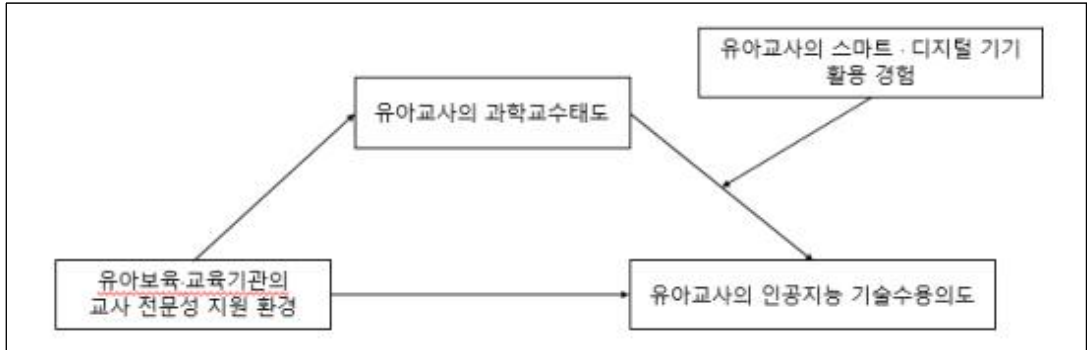 유아교사의 스마트 · 디지털 기기
활용 경험
유아교사의 과학교수태도
유아보육·교육기관의
교사 전문성 지원 환경
유아교사의 인공지능 기술수용의도